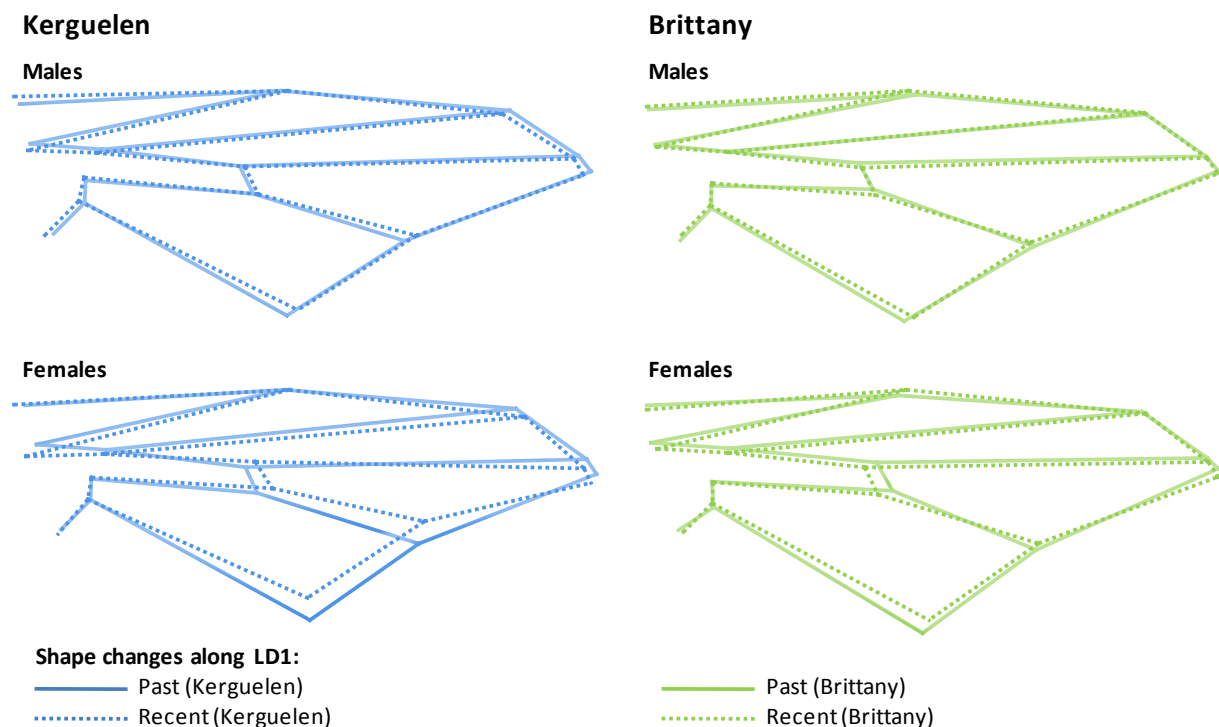 Kerguelen
Brittany
Males
Males
Females
Females
Shape changes along LD1:
Past (Kerguelen)
Recent (Kerguelen)
Past (Brittany)
Recent (Brittany)